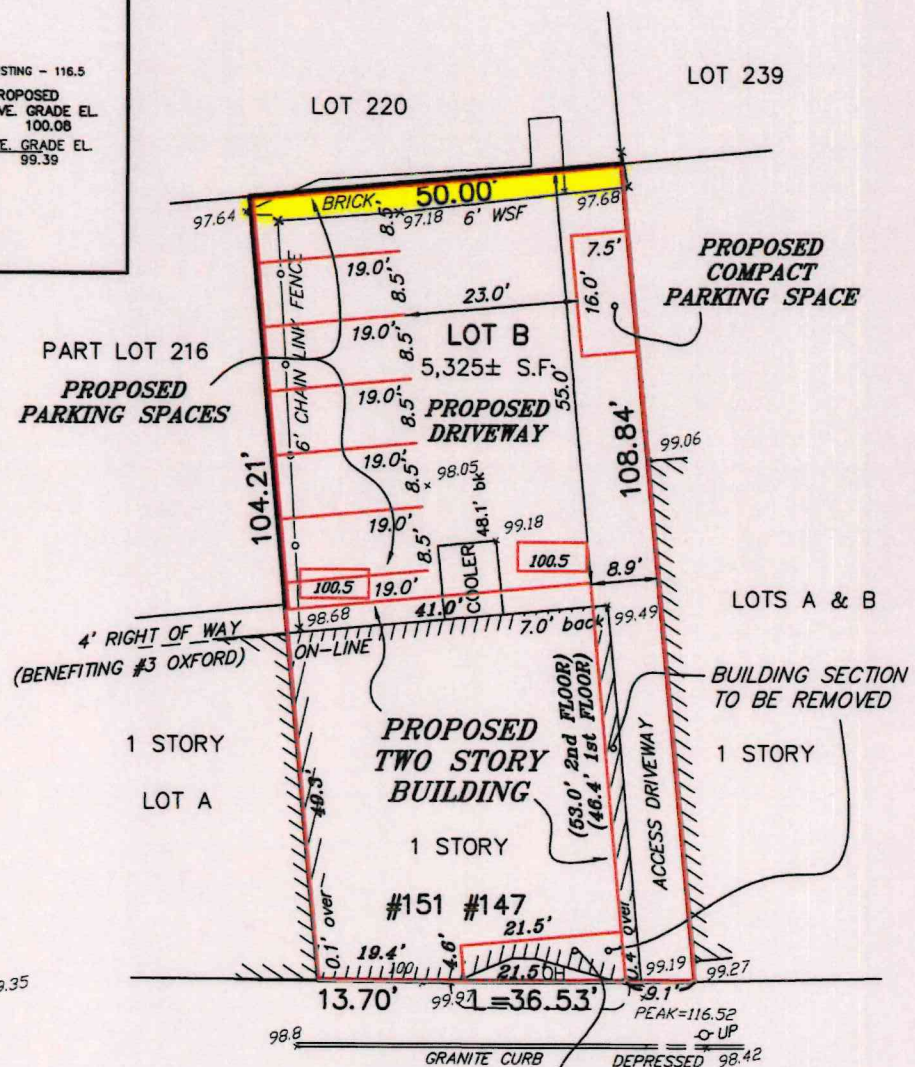 STING - 116.5
ROPOSED
VE. GRADE EL.
100.08
E. GRADE EL.
99.39
LOT 220
LOT 239
BRICK
50.00'
97.64
97.18
6' WSF
97.68
8.5'
7.5'
16.0'
PROPOSED
COMPACT
PARKING SPACE
19.0'
8.5'
23.0'
6' CHAIN LINK FENCE
19.0'
8.5'
LOT B
5,325± S.F.
PART LOT 216
PROPOSED
PARKING SPACES
19.0'
8.5'
PROPOSED
DRIVEWAY
55.0'
104.21'
108.84'
99.06
19.0'
8.5'
98.05
19.0'
8.5'
48.1' bk
99.18
COOLER
100.5
19.0'
100.5
8.9'
41.0'
98.68
7.0' back
99.49
LOTS A & B
4' RIGHT OF WAY
(BENEFITING #3 OXFORD)
ON-LINE
BUILDING SECTION
TO BE REMOVED
1 STORY
LOT A
PROPOSED
TWO STORY
BUILDING
(53.0' 2nd FLOOR)
(46.4' 1st FLOOR)
1 STORY
49.3'
1 STORY
ACCESS DRIVEWAY
#151 #147
21.5'
0.1' over
19.4'
4.6'
21.5'
OH
0.4' over
99.19
99.27
9.35
13.70'
L=36.53'
9.1'
PEAK=116.52
UP
98.8
GRANITE CURB
DEPRESSED
98.42